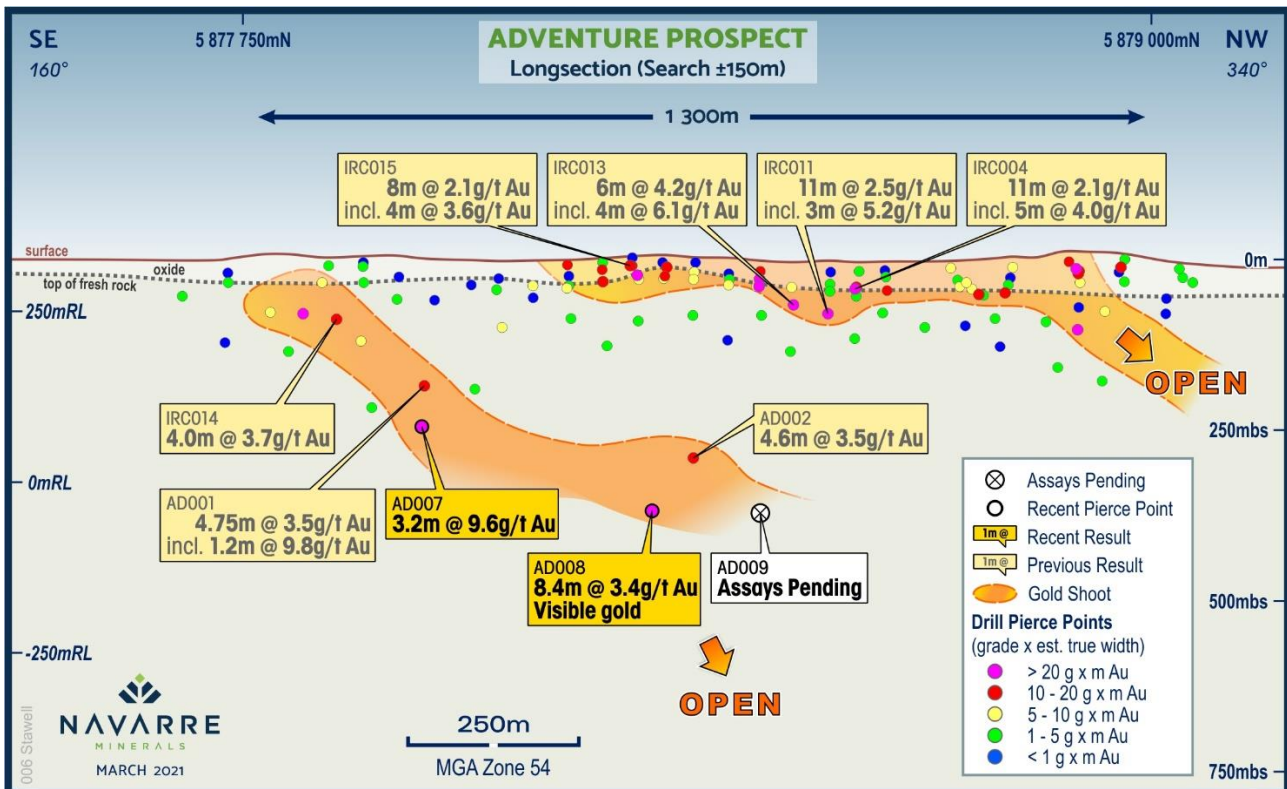 SE
160°
5 877 750mN
ADVENTURE PROSPECT
Longsection (Search ±150m)
5 879 000mN
NW
340°
1 300m
IRC015
8m @ 2.1g/t Au
incl. 4m @ 3.6g/t Au
IRC013
6m @ 4.2g/t Au
incl. 4m @ 6.1g/t Au
IRC011
11m @ 2.5g/t Au
incl. 3m @ 5.2g/t Au
IRC004
11m @ 2.1g/t Au
incl. 5m @ 4.0g/t Au
surface
oxide
top of fresh rock
0m
250mRL
OPEN
IRC014
4.0m @ 3.7g/t Au
AD002
4.6m @ 3.5g/t Au
250mbs
0mRL
AD001
4.75m @ 3.5g/t Au
incl. 1.2m @ 9.8g/t Au
AD007
3.2m @ 9.6g/t Au
AD008
8.4m @ 3.4g/t Au
Visible gold
AD009
Assays Pending
Assays Pending
Recent Pierce Point
1m @
Recent Result
1m @
Previous Result
Gold Shoot
Drill Pierce Points
(grade x est. true width)
> 20 g x m Au
10 - 20 g x m Au
5 - 10 g x m Au
1 - 5 g x m Au
< 1 g x m Au
500mbs
-250mRL
OPEN
750mbs
006 Stawell
NAVARRE
MINERALS
MARCH 2021
250m
MGA Zone 54